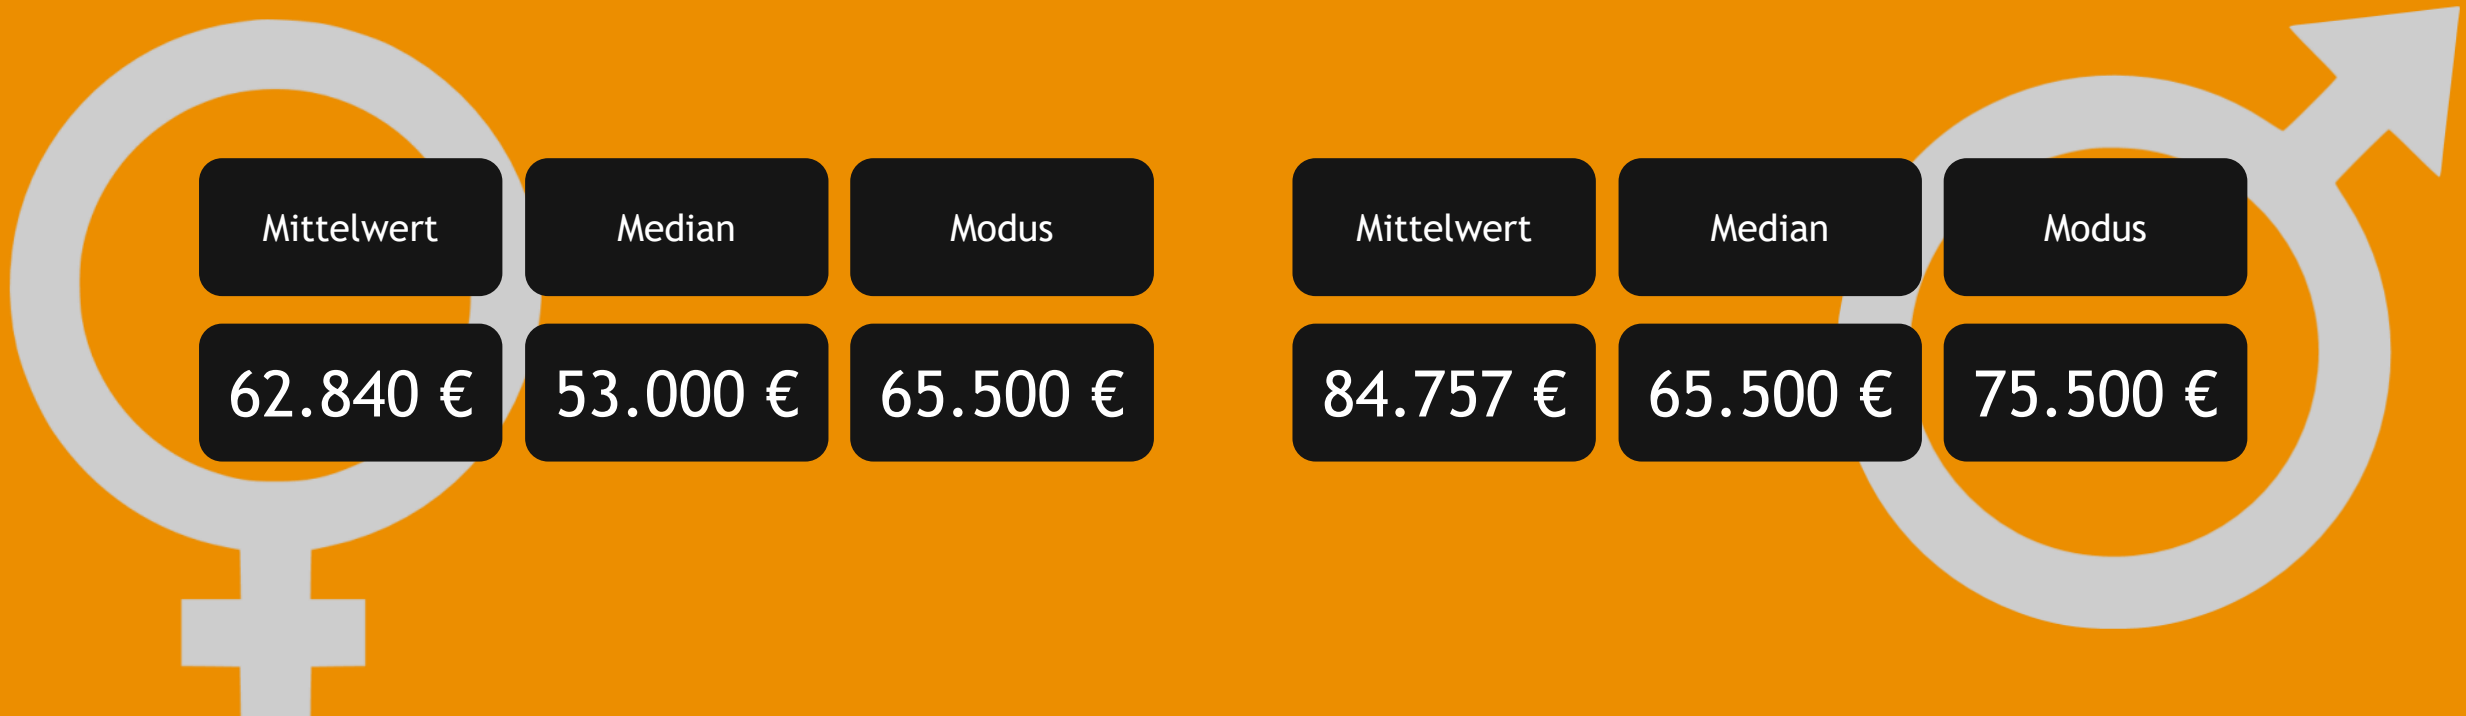 Mittelwert Median Modus Mittelwert Median Modus
62.840 € 53.000 € 65.500 € 84.757 € 65.500 € 75.500 €